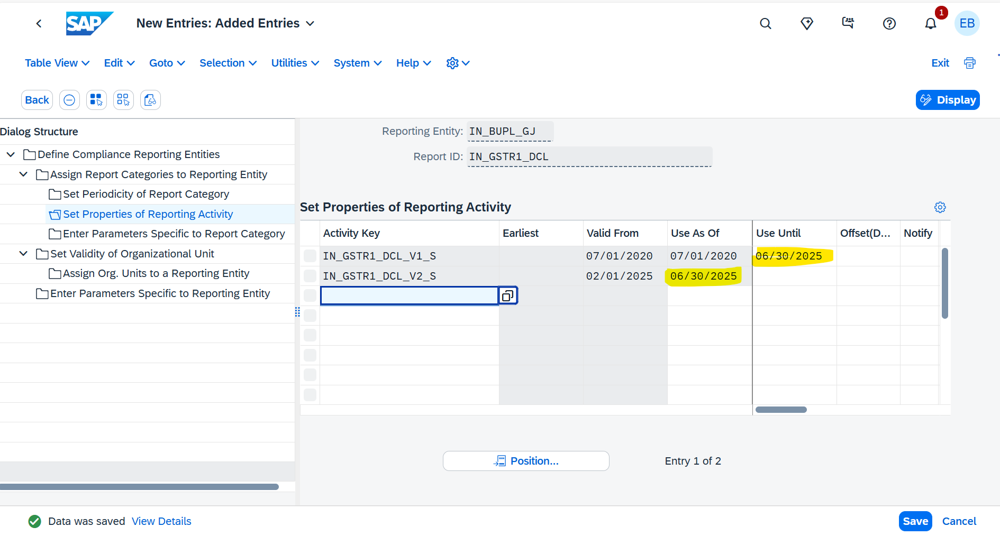 SAP New Entries: Added Entries 1 EB
Table View Edit Goto Selection Utilities System Help Exit
Back Display
Dialog Structure
Define Compliance Reporting Entities
Assign Report Categories to Reporting Entity
Set Periodicity of Report Category
Set Properties of Reporting Activity
Enter Parameters Specific to Report Category
Set Validity of Organizational Unit
Assign Org. Units to a Reporting Entity
Enter Parameters Specific to Reporting Entity
Reporting Entity: IN_BUPL_GJ
Report ID: IN_GSTR1_DCL
Set Properties of Reporting Activity
Activity Key Earliest Valid From Use As Of Use Until Offset(D... Notify
IN_GSTR1_DCL_V1_S 07/01/2020 07/01/2020 06/30/2025
IN_GSTR1_DCL_V2_S 02/01/2025 06/30/2025
Position... Entry 1 of 2
Data was saved View Details Save Cancel